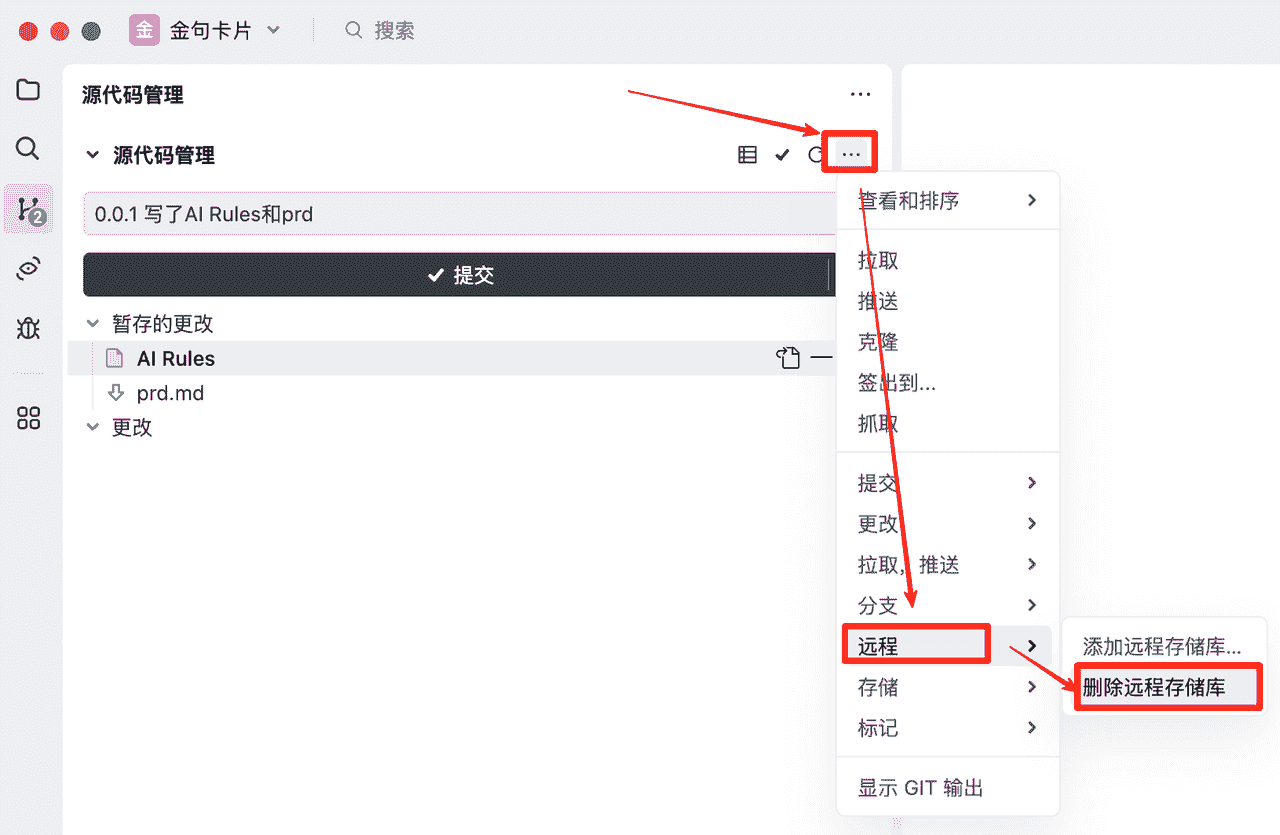 金 金句卡片 搜索
源代码管理
源代码管理
0.0.1 写了AI Rules和prd
2
提交
暂存的更改
AI Rules
prd.md
更改
查看和排序
拉取
推送
克隆
签出到...
抓取
提交
更改
拉取，推送
分支
远程
存储
标记
显示 GIT 输出
添加远程存储库...
删除远程存储库